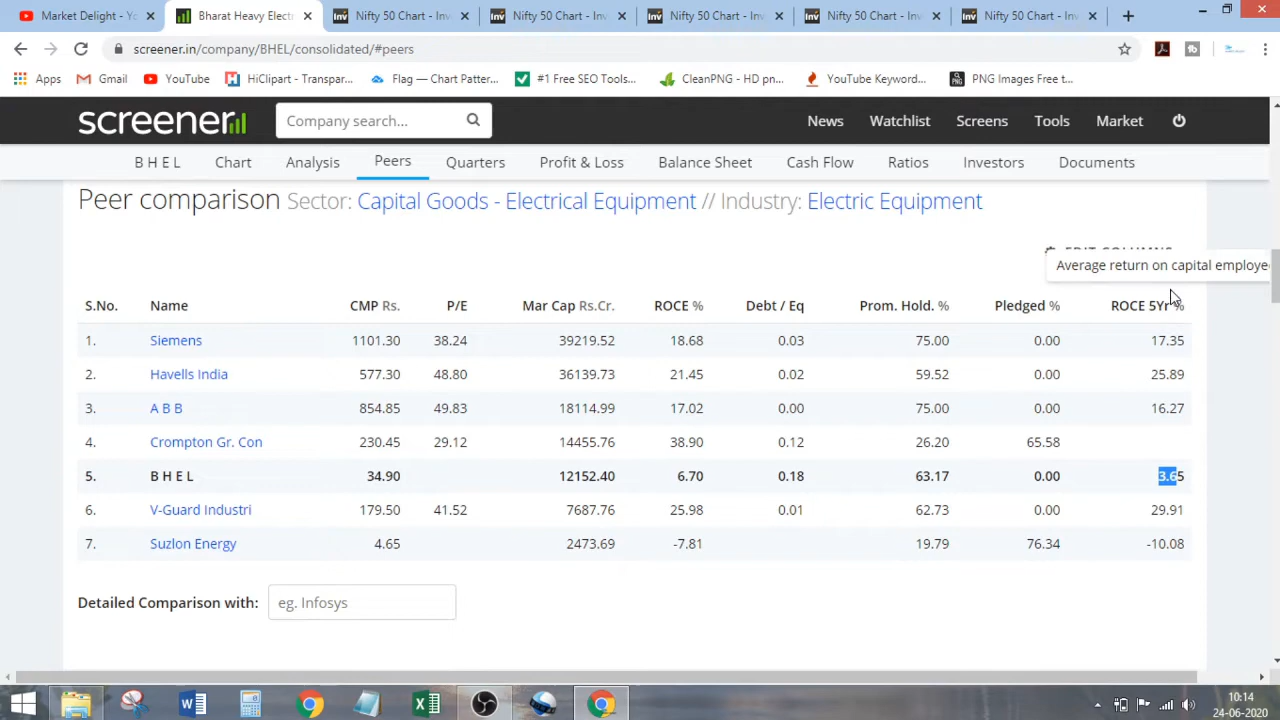 Market Delight - Yo
Bharat Heavy Electr
Nifty 50 Chart - Inv
Nifty 50 Chart - Inv
Nifty 50 Chart - Inv
Nifty 50 Chart - Inv
Nifty 50 Chart - Inv
screener.in/company/BHEL/consolidated/#peers
Apps Gmail YouTube HiClipart - Transpar... Flag — Chart Patter... #1 Free SEO Tools... CleanPNG - HD pn... YouTube Keyword... PNG Images Free t...
screener Company search... News Watchlist Screens Tools Market
B H E L Chart Analysis Peers Quarters Profit & Loss Balance Sheet Cash Flow Ratios Investors Documents
Peer comparison Sector: Capital Goods - Electrical Equipment // Industry: Electric Equipment
EDIT COLUMNS
Average return on capital employe
S.No. Name CMP Rs. P/E Mar Cap Rs.Cr. ROCE % Debt / Eq Prom. Hold. % Pledged % ROCE 5Yr %
1. Siemens 1101.30 38.24 39219.52 18.68 0.03 75.00 0.00 17.35
2. Havells India 577.30 48.80 36139.73 21.45 0.02 59.52 0.00 25.89
3. A B B 854.85 49.83 18114.99 17.02 0.00 75.00 0.00 16.27
4. Crompton Gr. Con 230.45 29.12 14455.76 38.90 0.12 26.20 65.58
5. B H E L 34.90 12152.40 6.70 0.18 63.17 0.00 3.65
6. V-Guard Industri 179.50 41.52 7687.76 25.98 0.01 62.73 0.00 29.91
7. Suzlon Energy 4.65 2473.69 -7.81 19.79 76.34 -10.08
Detailed Comparison with: eg. Infosys
10:14
24-06-2020